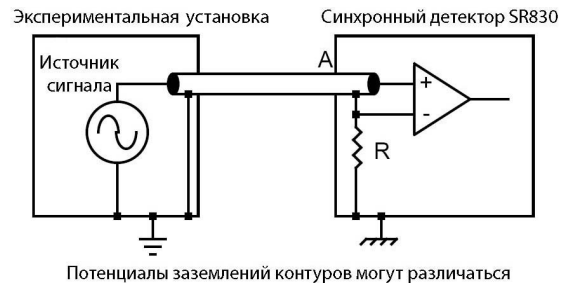 Экспериментальная установка
Синхронный детектор SR830
Источник
сигнала
A
+
-
R
Потенциалы заземлений контуров могут различаться